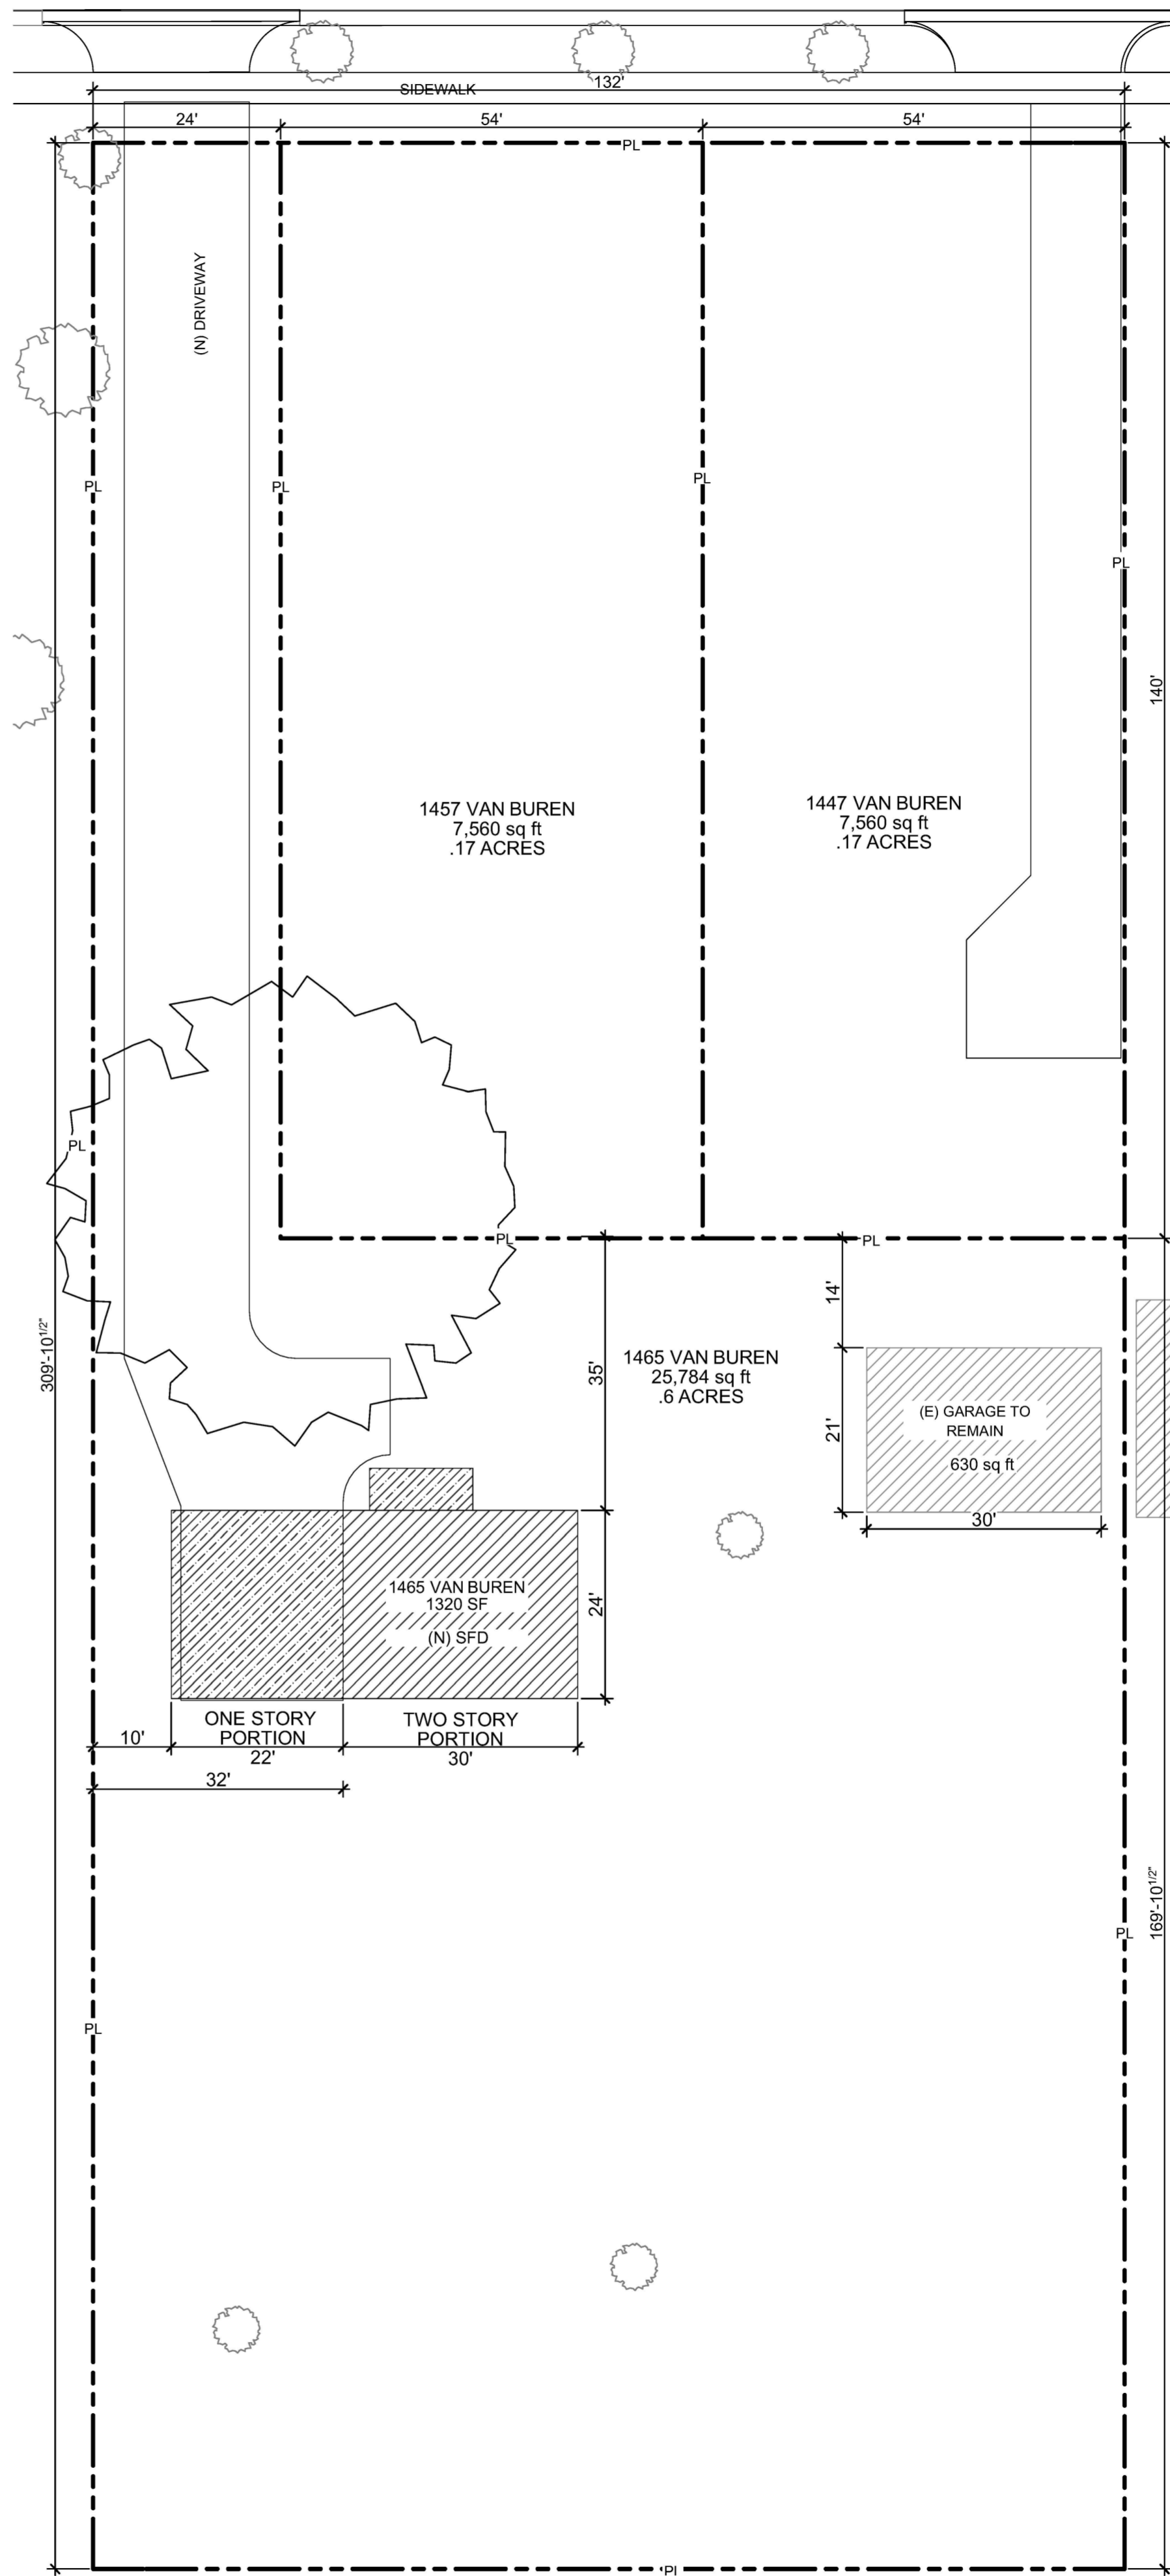 SIDEWALK
132'
24'
54'
54'
PL
(N) DRIVEWAY
PL
PL
PL
PL
140'
1457 VAN BUREN
7,560 sq ft
.17 ACRES
1447 VAN BUREN
7,560 sq ft
.17 ACRES
PL
PL
PL
309'-10 1/2"
35'
14'
1465 VAN BUREN
25,784 sq ft
.6 ACRES
21'
(E) GARAGE TO
REMAIN
630 sq ft
30'
1465 VAN BUREN
1320 SF
(N) SFD
24'
ONE STORY
PORTION
TWO STORY
PORTION
10'
22'
30'
32'
169'-10 1/2"
PL
PL
PL